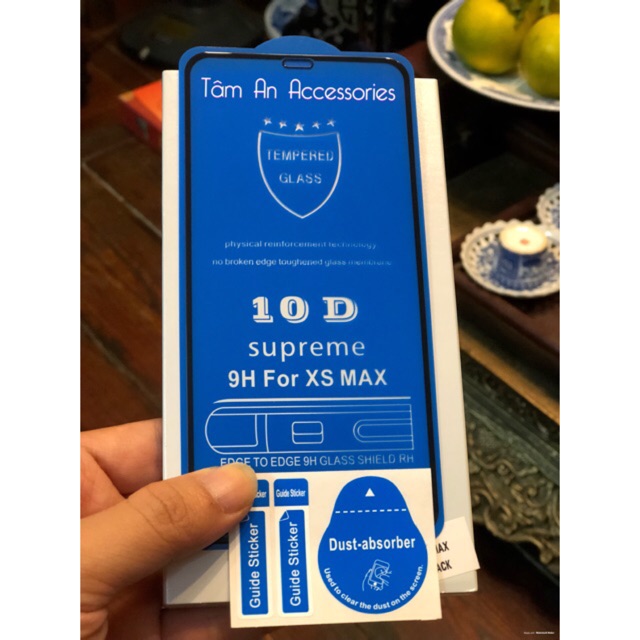 Tâm An Accessories
TEMPERED
GLASS
physical reinforcement technology
no broken edge toughened glass membrane
10 D
supreme
9H For XS MAX
EDGE TO EDGE 9H GLASS SHIELD RH
Guide Sticker
Guide Sticker
Guide Sticker
Dust-absorber
Used to clear the dust on the screen.